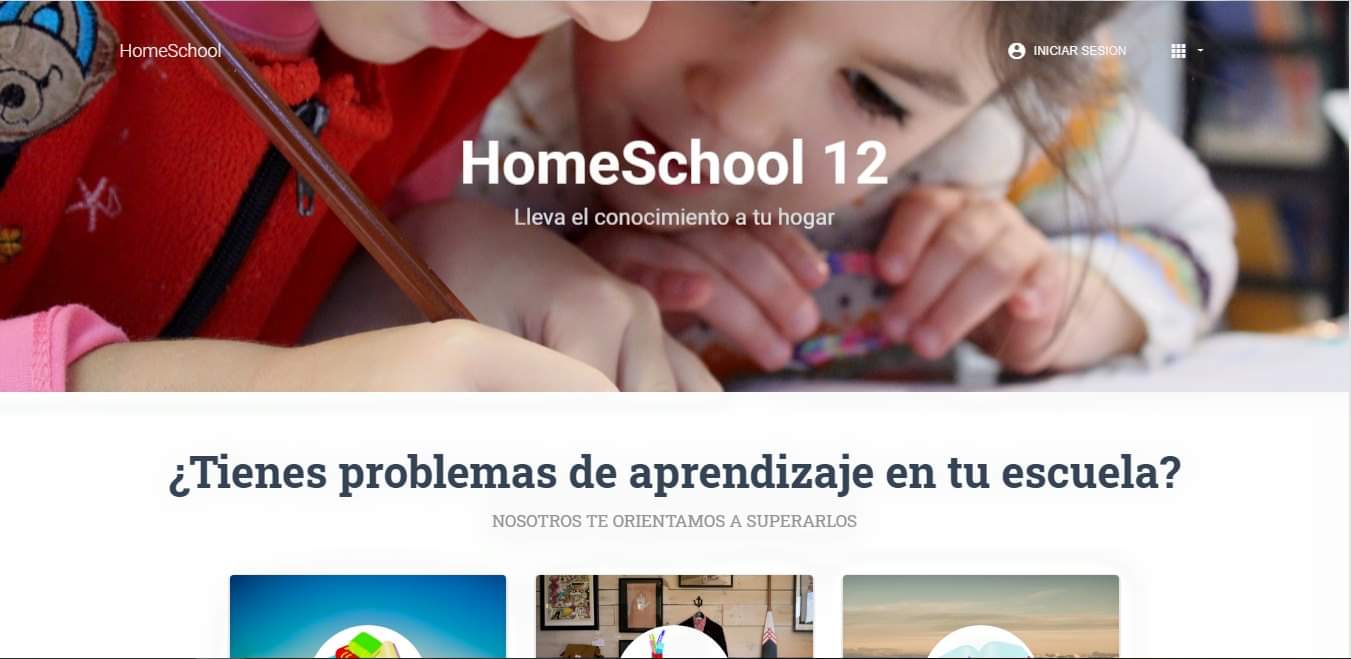 HomeSchool
INICIAR SESION
HomeSchool 12
Lleva el conocimiento a tu hogar
¿Tienes problemas de aprendizaje en tu escuela?
NOSOTROS TE ORIENTAMOS A SUPERARLOS